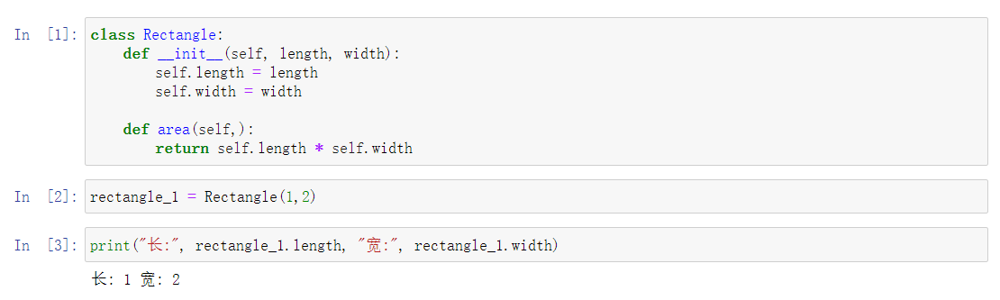 In [1]: class Rectangle:
    def __init__(self, length, width):
        self.length = length
        self.width = width
    def area(self,):
        return self.length * self.width
In [2]: rectangle_1 = Rectangle(1,2)
In [3]: print("长:", rectangle_1.length, "宽:", rectangle_1.width)
长: 1 宽: 2